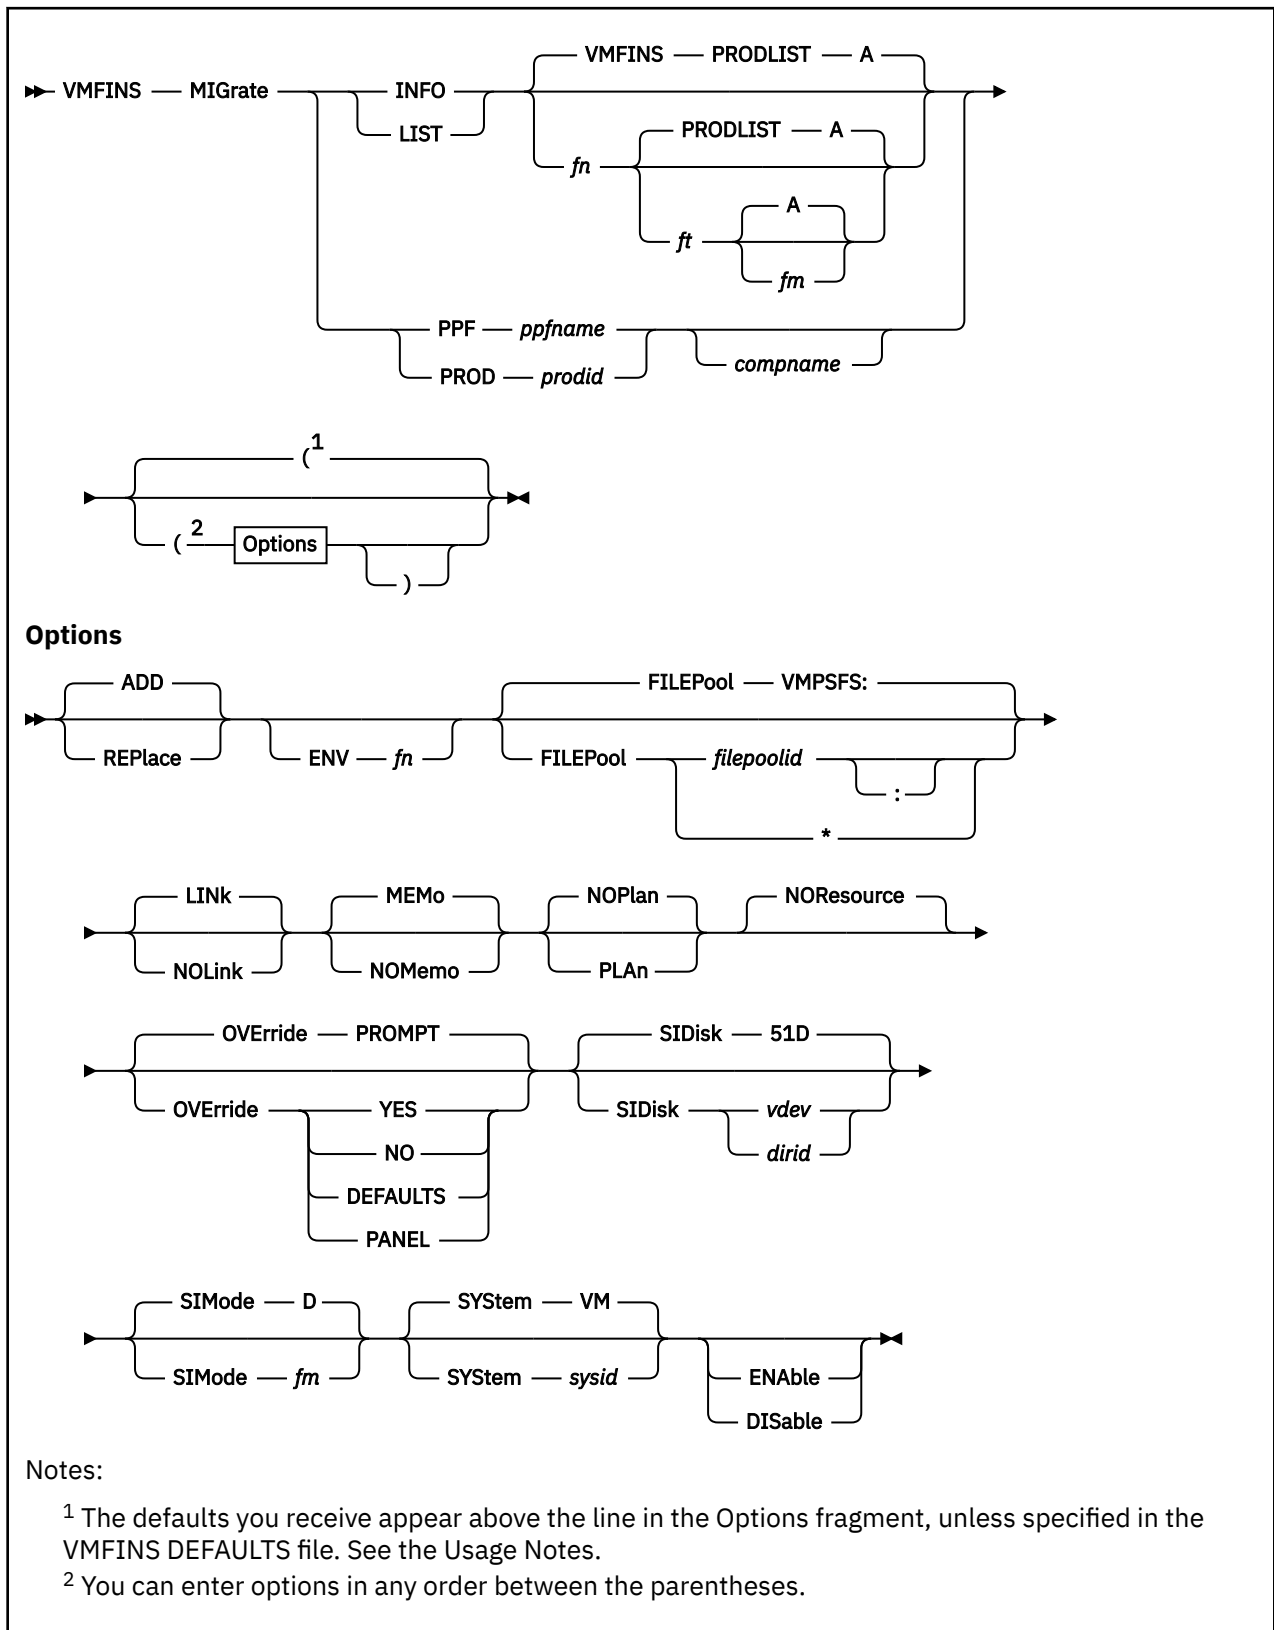 VMFINS PRODLIST A
VMFINS MIGrate INFO
LIST PRODLIST A
fn
A
ft
fm
PPF ppfname
compname
PROD prodid
( 1
( 2 Options
)
Options
ADD FILEPool VMPSFS:
REPlace ENV fn FILEPool filepoolid
:
*
LINk MEMo NOPlan NOResource
NOLink NOMemo PLAn
OVErride PROMPT SIDisk 51D
OVErride YES SIDisk vdev
NO dirid
DEFAULTS
PANEL
SIMode D SYStem VM
SIMode fm SYStem sysid ENAble
DISable
Notes:
1 The defaults you receive appear above the line in the Options fragment, unless specified in the
VMFINS DEFAULTS file. See the Usage Notes.
2 You can enter options in any order between the parentheses.